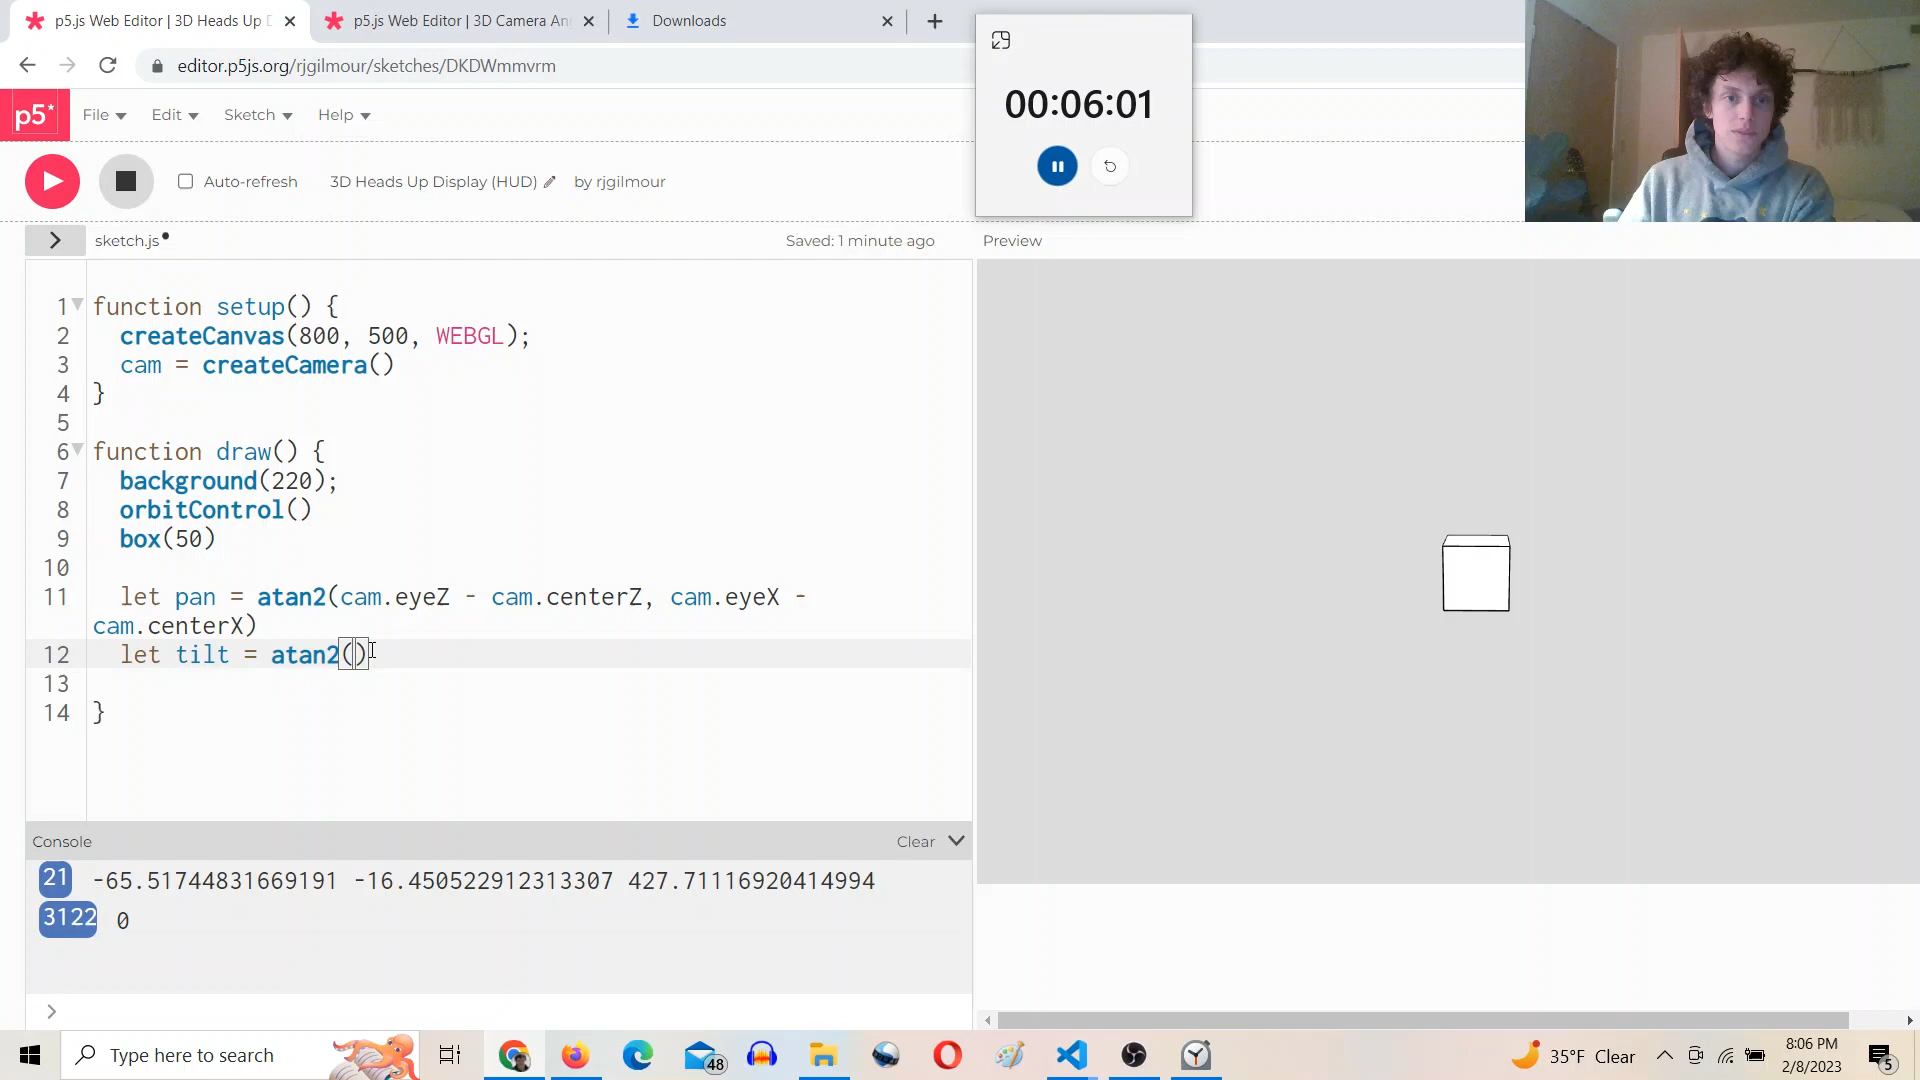 p5.js Web Editor | 3D Heads Up D
p5.js Web Editor | 3D Camera An
Downloads
editor.p5js.org/rjgilmour/sketches/DKDWmmvrm
00:06:01
p5*
File
Edit
Sketch
Help
Auto-refresh
3D Heads Up Display (HUD)
by rjgilmour
sketch.js
Saved: 1 minute ago
Preview
1 function setup() {
2 createCanvas(800, 500, WEBGL);
3 cam = createCamera()
4 }
5
6 function draw() {
7 background(220);
8 orbitControl()
9 box(50)
10
11 let pan = atan2(cam.eyeZ - cam.centerZ, cam.eyeX -
cam.centerX)
12 let tilt = atan2()
13
14 }
Console
Clear
21 -65.51744831669191 -16.450522912313307 427.71116920414994
3122 0
Type here to search
48
35°F Clear
8:06 PM
2/8/2023
5